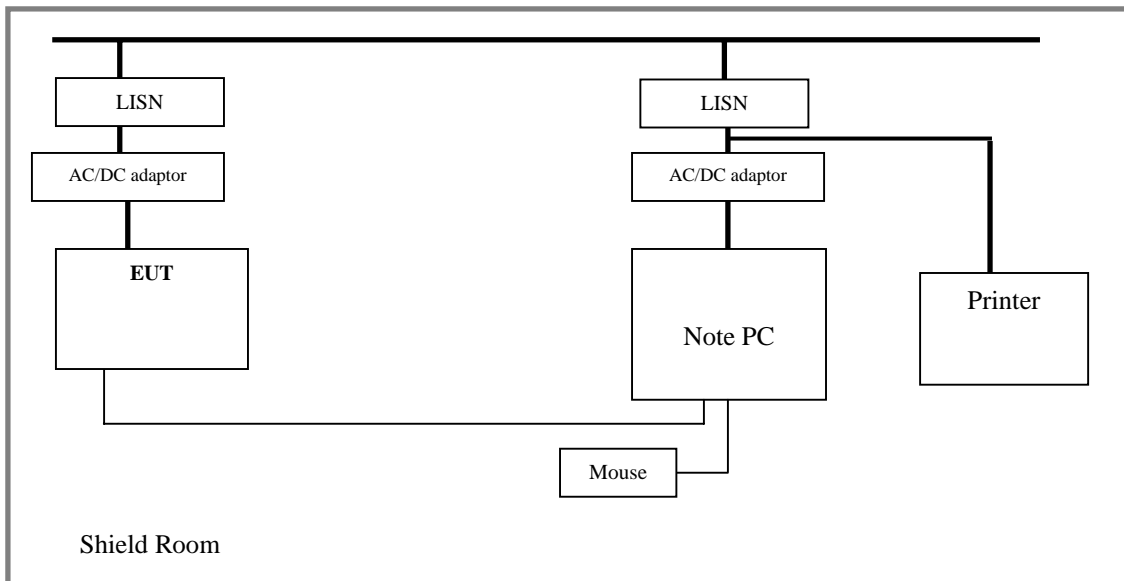 LISN
LISN
AC/DC adaptor
AC/DC adaptor
EUT
Printer
Note PC
Mouse
Shield Room